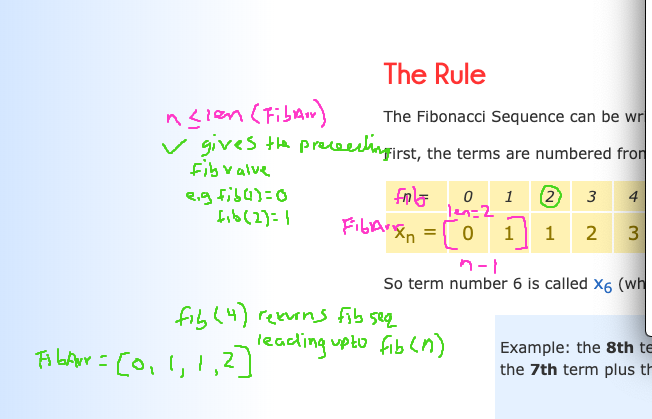 The Rule
n ≤ len (FibArr)
The Fibonacci Sequence can be wr
✓ gives the preceeding
First, the terms are numbered fron
Fib value
e.g fib(1)=0
fib(2)=1
n = 0 1 2 3 4
fib
len=2
FibArr
xn = [0 1] 1 2 3
n-1
So term number 6 is called x6 (wh
fib (4) returns fib seq
leading upto fib (n)
FibArr = [0, 1, 1, 2]
Example: the 8th te
the 7th term plus th